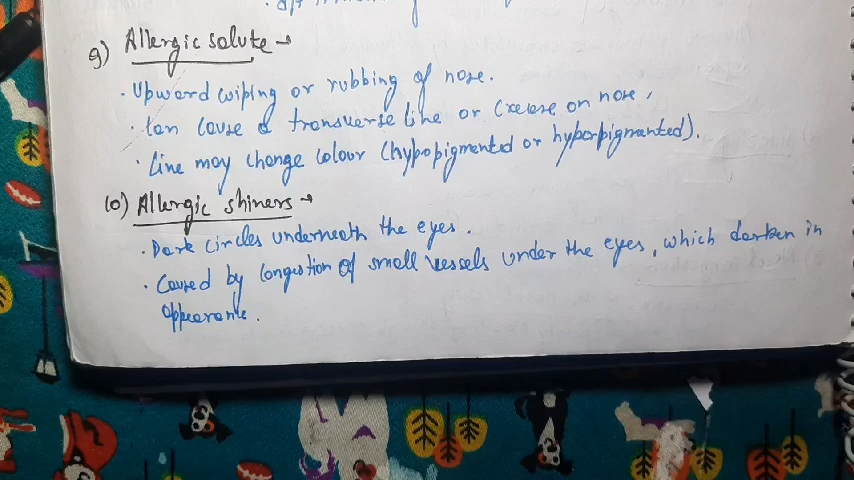 9) Allergic salute →
· Upward wiping or rubbing of nose.
· Can cause a transverse line or crease on nose.
· Line may change colour (hypopigmented or hyperpigmented).
10) Allergic shiners →
· Dark circles underneath the eyes.
· Caused by congestion of small vessels under the eyes, which darken in
appearance.